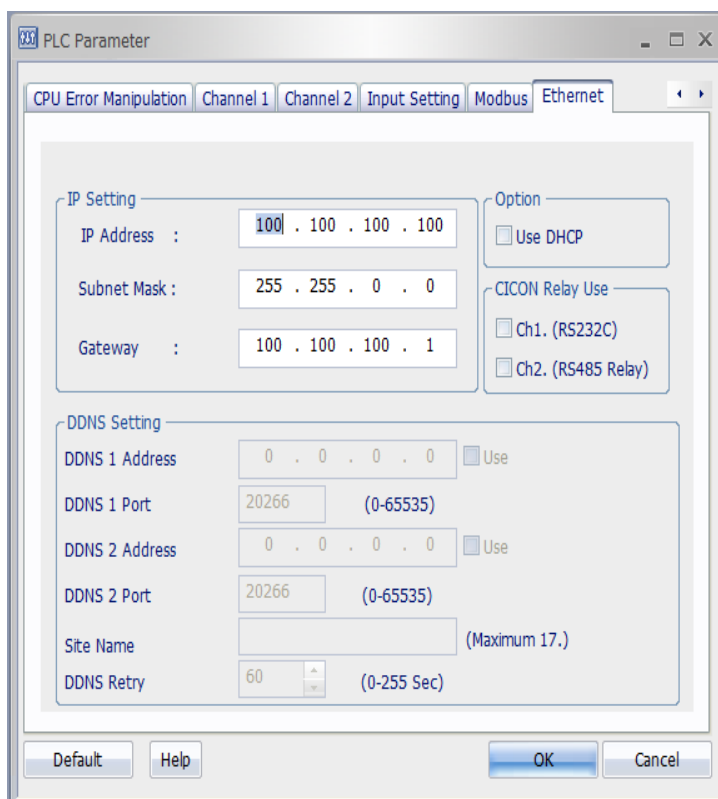 PLC Parameter
CPU Error Manipulation Channel 1 Channel 2 Input Setting Modbus Ethernet
IP Setting
IP Address :
100 . 100 . 100 . 100
Subnet Mask :
255 . 255 . 0 . 0
Gateway :
100 . 100 . 100 . 1
Option
Use DHCP
CICON Relay Use
Ch1. (RS232C)
Ch2. (RS485 Relay)
DDNS Setting
DDNS 1 Address 0 . 0 . 0 . 0 Use
DDNS 1 Port 20266 (0-65535)
DDNS 2 Address 0 . 0 . 0 . 0 Use
DDNS 2 Port 20266 (0-65535)
Site Name (Maximum 17.)
DDNS Retry 60 (0-255 Sec)
Default Help OK Cancel